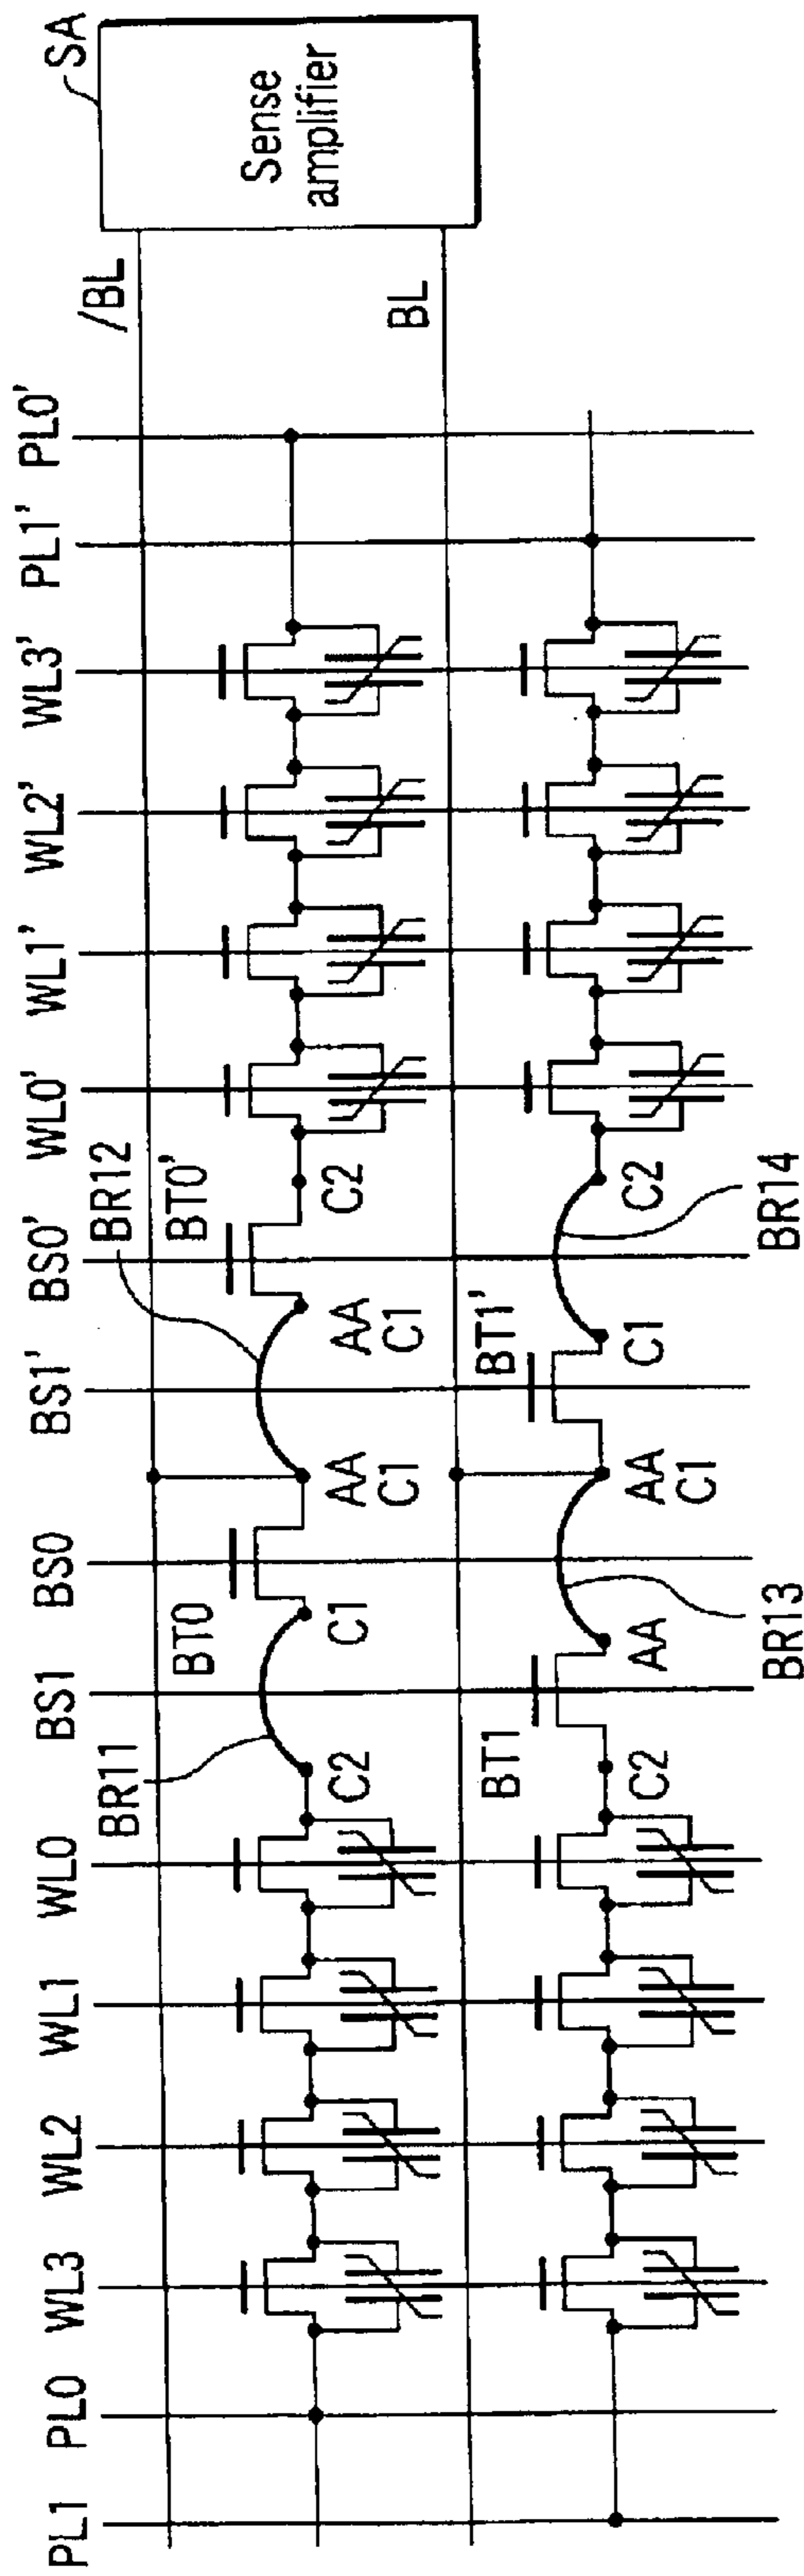 PL1 PL0 WL3 WL2 WL1 WL0 BS1 BS0 BS1' BS0' WL0' WL1' WL2' WL3' PL1' PL0'
SA
/BL
Sense
amplifier
BR11
BR12
BT0
BT0'
C2
C1
AA
C1
AA
C1
C2
BL
BT1
BT1'
C2
AA
AA
C1
C1
C2
BR13
BR14